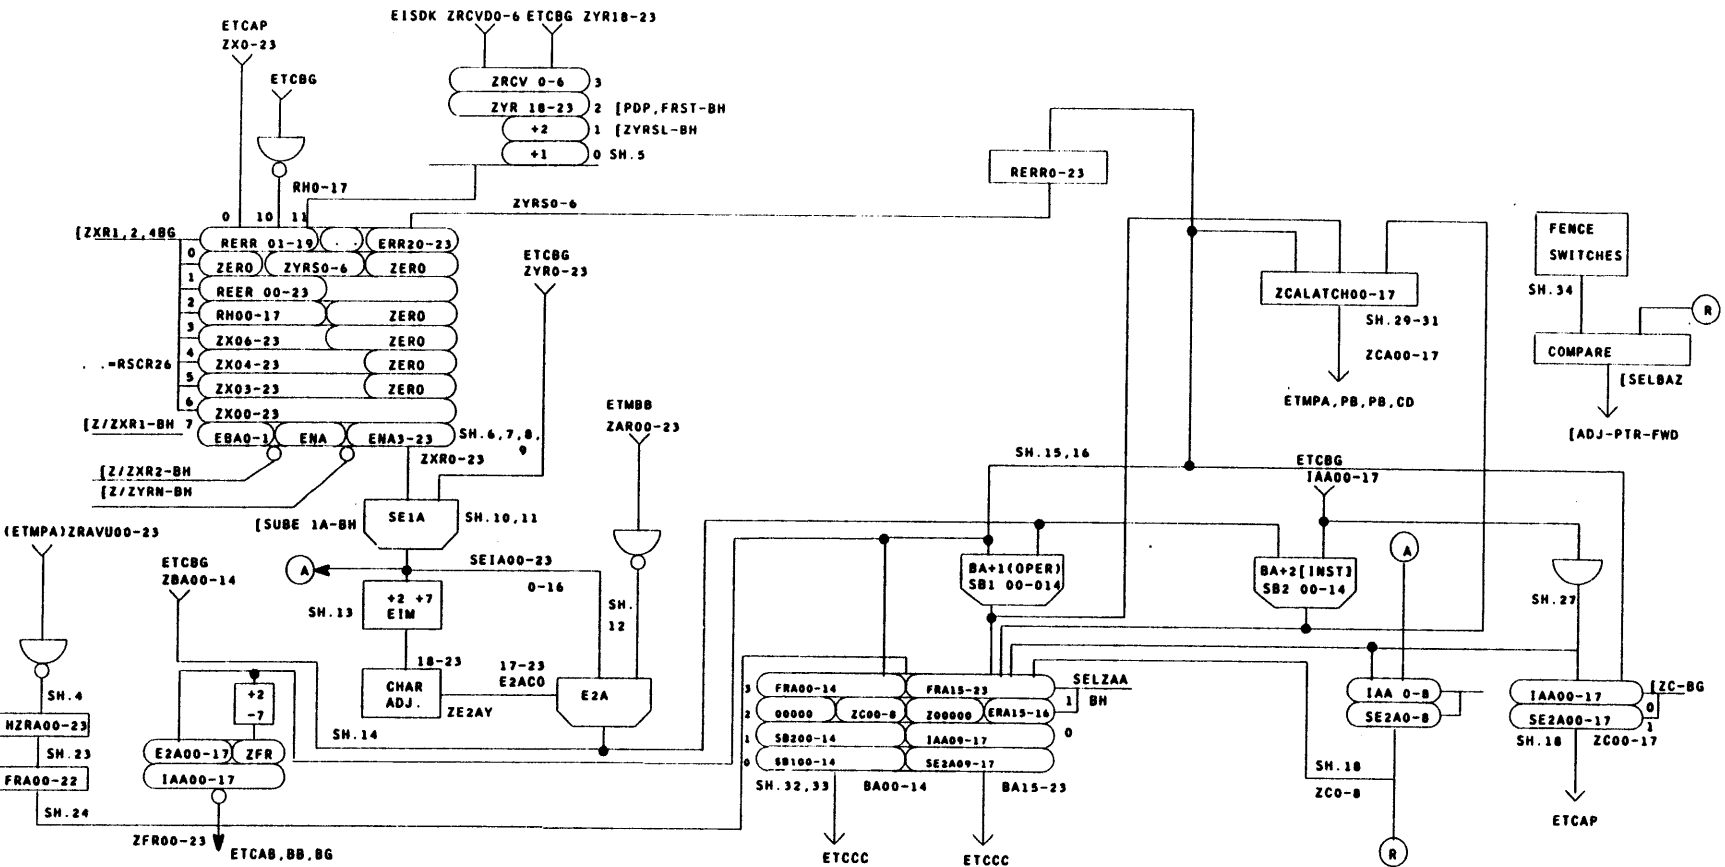 EISDK ZRCVD0-6 ETCBG ZYR18-23
ETCAP
ZX0-23
ETCBG
ZRCV 0-6 3
ZYR 18-23 2 [PDP,FRST-BH
+2 1 [ZYRSL-BH
+1 0 SH.5
RH0-17
0 10 11
ZYRS0-6
RERR0-23
[ZXR1,2,4BG
RERR 01-19 . . ERR20-23
0
ZERO ZYRS0-6 ZERO
1
REER 00-23
2
RH00-17 ZERO
3
ZX06-23 ZERO
4
. .=RSCR26
ZX04-23 ZERO
5
ZX03-23 ZERO
6
ZX00-23
[Z/ZXR1-BH 7
EBA0-1 ENA ENA3-23
SH.6,7,8,
9
ZXR0-23
[Z/ZXR2-BH
[Z/ZYRN-BH
ETCBG
ZYR0-23
FENCE
SWITCHES
SH.34
R
ZCALATCH00-17
SH.29-31
ZCA00-17
COMPARE
[SELBAZ
ETMPA,PB,PB,CD
[ADJ-PTR-FWD
ETMBB
ZAR00-23
SH.15,16
ETCBG
IAA00-17
[SUBE 1A-BH
SE1A
SH.10,11
(ETMPA)ZRAVU00-23
ETCBG
ZBA00-14
A
SEIA00-23
0-16
SH.13
+2 +7
EIM
SH.
12
BA+1(OPER)
SB1 00-014
BA+2[INST]
SB2 00-14
A
SH.27
18-23
CHAR
ADJ.
17-23
E2AC0
ZE2AY
E2A
SH.14
SH.4
HZRA00-23
SH.23
FRA00-22
SH.24
+2
-7
E2A00-17 ZFR
IAA00-17
ZFR00-23
ETCAB,BB,BG
3 FRA00-14 FRA15-23
SELZAA
1 BH
2 00000 ZC00-8 Z00000 ERA15-16
0
1 SB200-14 IAA09-17
0 SB100-14 SE2A09-17
SH.32,33 BA00-14 BA15-23
ETCCC ETCCC
IAA 0-8
SE2A0-8
SH.18
ZC0-8
R
IAA00-17
[ZC-BG
0
SE2A00-17
1
SH.18 ZC00-17
ETCAP